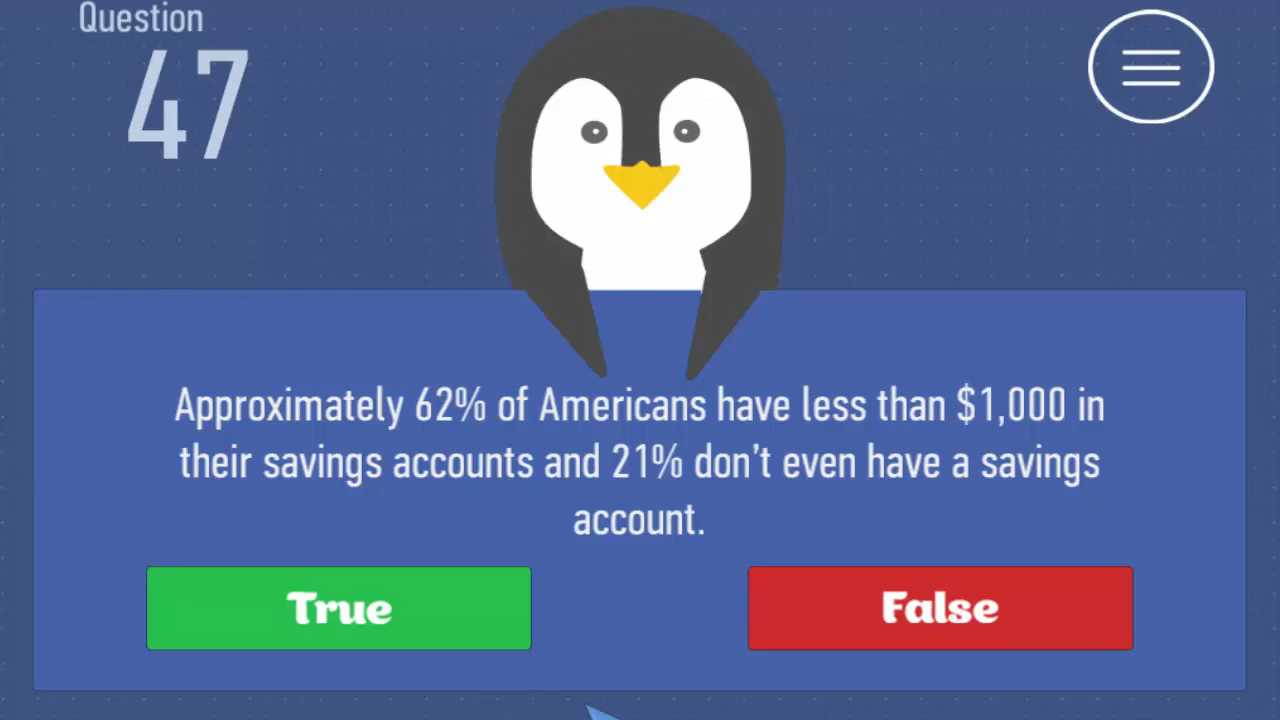 Question
47
Approximately 62% of Americans have less than $1,000 in
their savings accounts and 21% don't even have a savings
account.
True
False